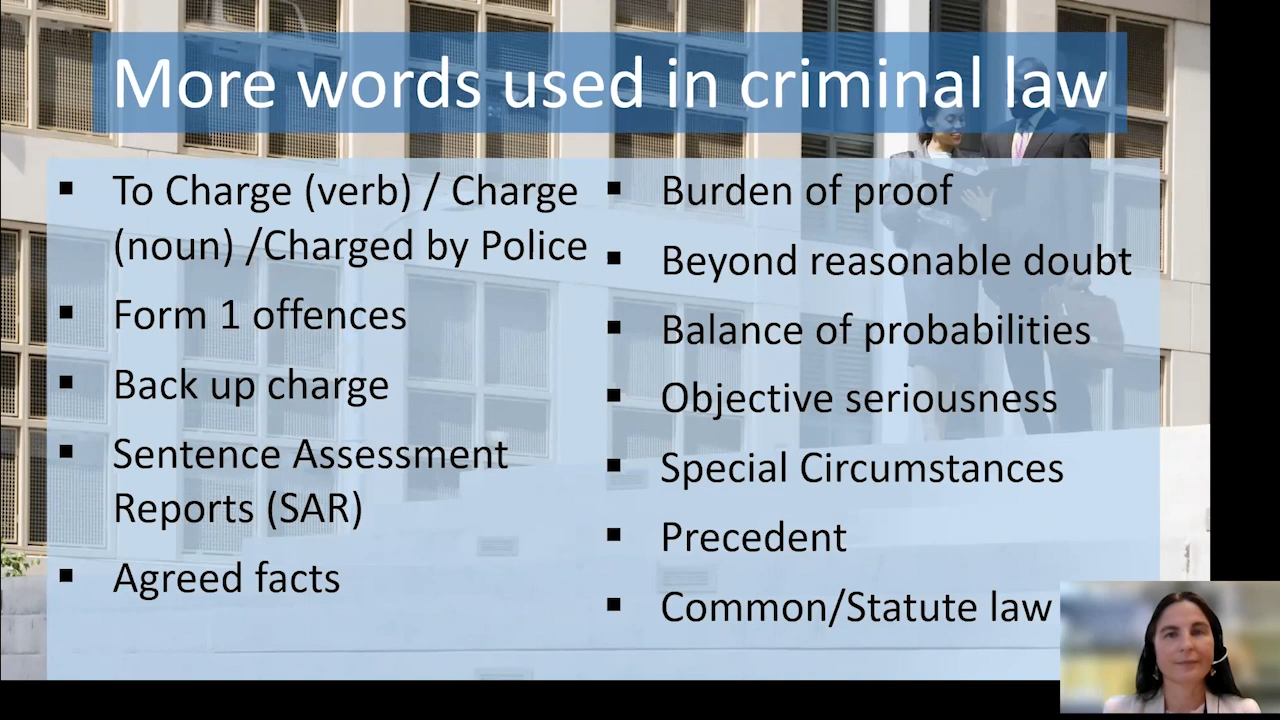 More words used in criminal law
To Charge (verb) / Charge
(noun) /Charged by Police
Form 1 offences
Back up charge
Sentence Assessment
Reports (SAR)
Agreed facts
Burden of proof
Beyond reasonable doubt
Balance of probabilities
Objective seriousness
Special Circumstances
Precedent
Common/Statute law